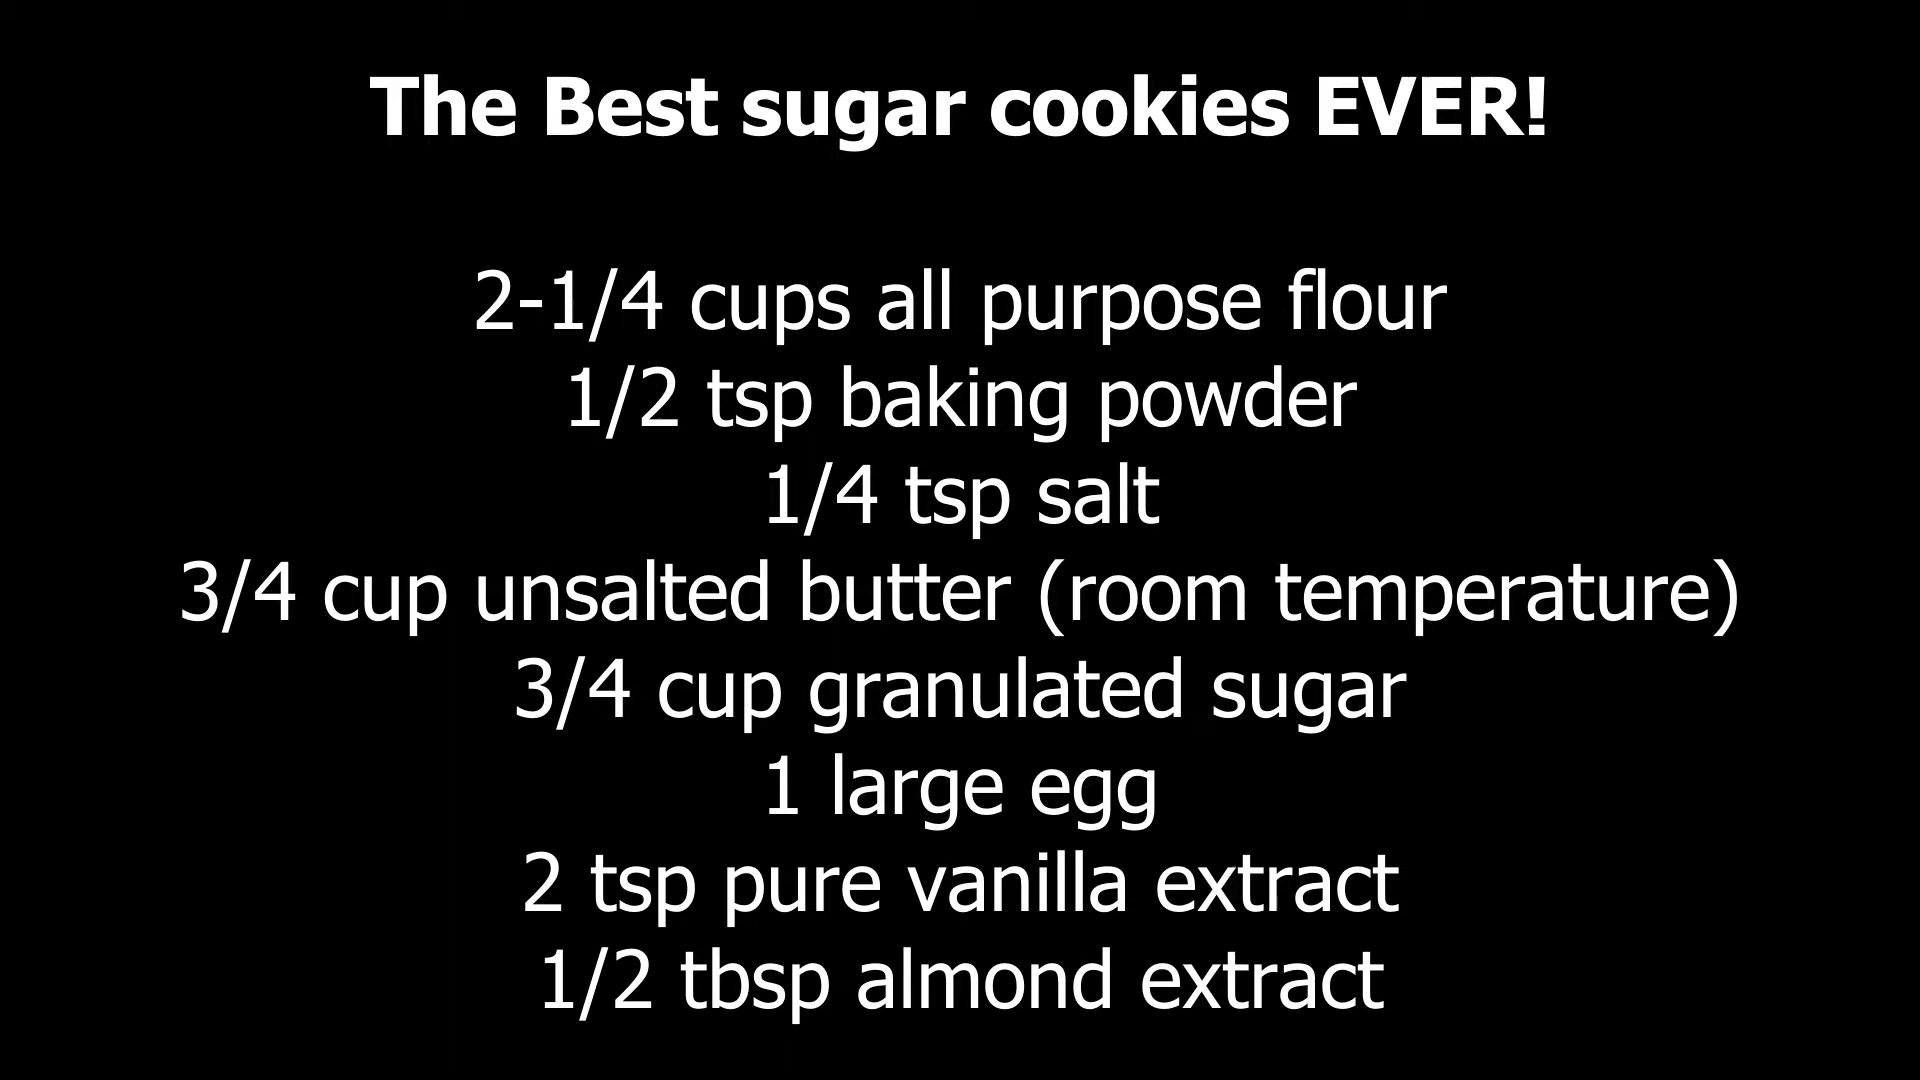 The Best sugar cookies EVER!
2-1/4 cups all purpose flour
1/2 tsp baking powder
1/4 tsp salt
3/4 cup unsalted butter (room temperature)
3/4 cup granulated sugar
1 large egg
2 tsp pure vanilla extract
1/2 tbsp almond extract